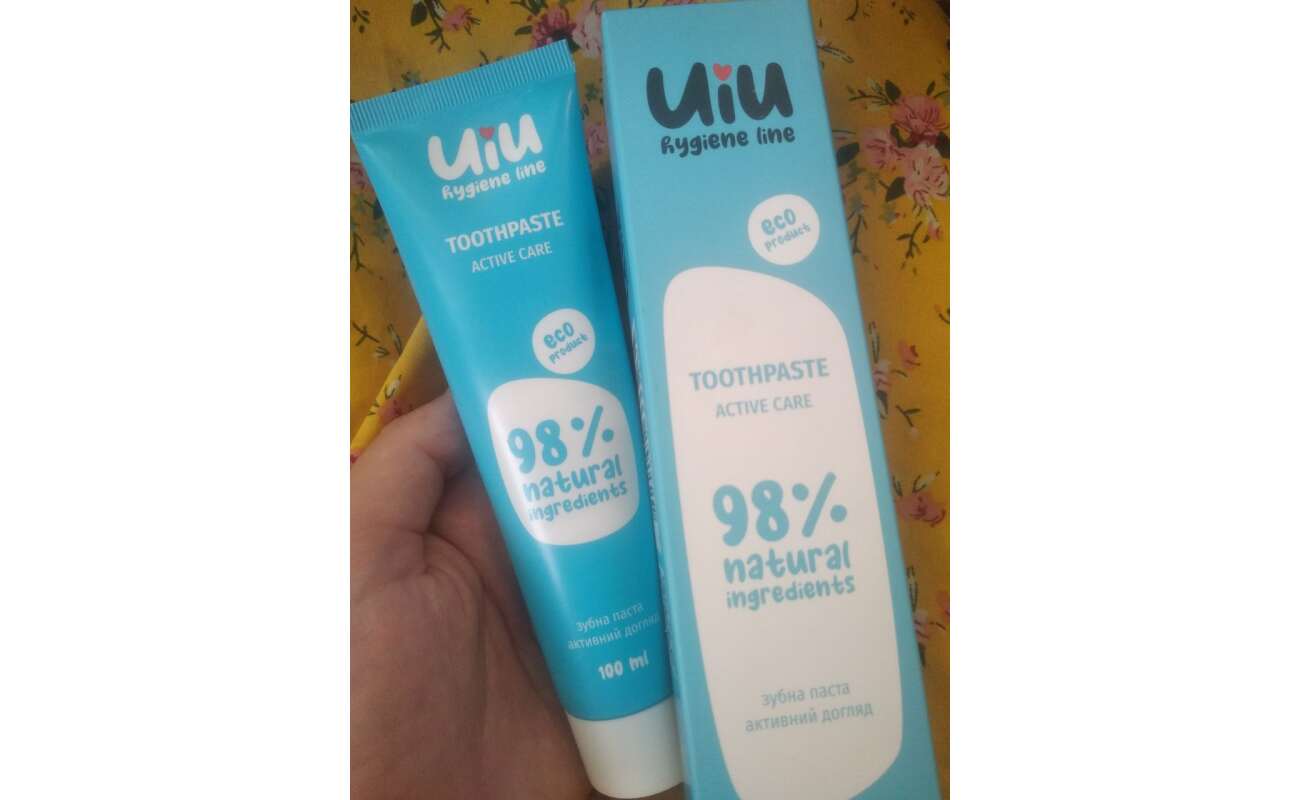 uiu
hygiene line
TOOTHPASTE
ACTIVE CARE
eco
product
98%
natural
ingredients
зубна паста
активний догляд
100 ml
uiu
hygiene line
eco
product
TOOTHPASTE
ACTIVE CARE
98%
natural
ingredients
зубна паста
активний догляд